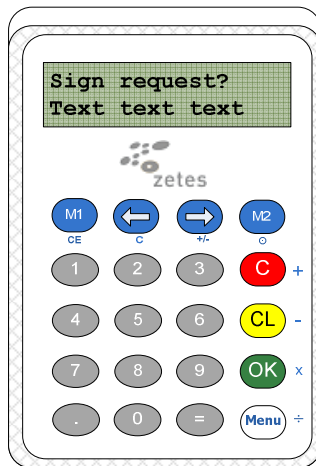 Sign request?
Text text text
zetes
M1 M2
CE C +/- ⊙
1 2 3 C +
4 5 6 CL -
7 8 9 OK x
. 0 = Menu ÷